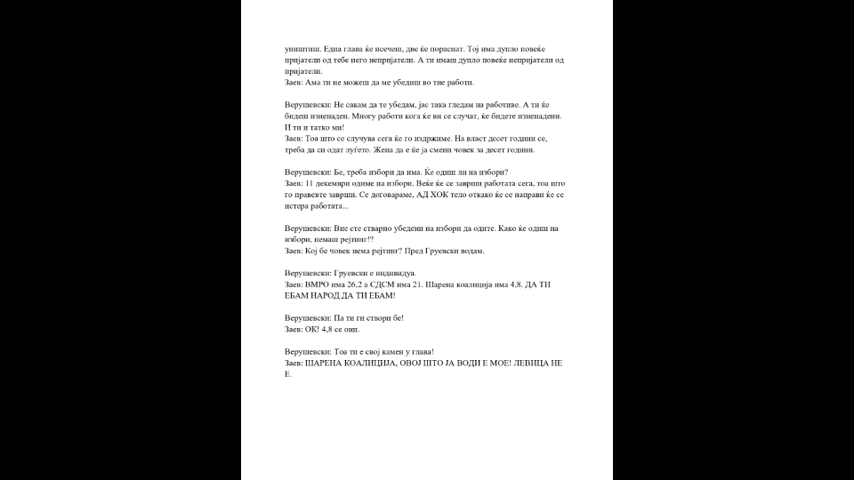 уништиш. Една глава ќе исечеш, две ќе пораснат. Тој има дупло повеќе
пријатели од тебе него непријатели. А ти имаш дупло повеќе непријатели од
пријатели.
Заев: Ама ти не можеш да ме убедиш во тие работи.
Верушевски: Не сакам да те убедам, јас така гледам на работиве. А ти ќе
бидеш изненаден. Многу работи кога ќе ви се случат, ќе бидете изненадени.
И ти и татко ми!
Заев: Тоа што се случува сега ќе го издржиме. На власт десет години се,
треба да си одат луѓето. Жена да е ќе ја смени човек за десет години.
Верушевски: Бе, треба избори да има. Ќе одиш ли на избори?
Заев: 11 декември одиме на избори. Веќе ќе се заврши работата сега, тоа што
го правевте заврши. Се договараме, АД ХОК тело откако ќе се направи ќе се
истера работата...
Верушевски: Вие сте стварно убедени на избори да одите. Како ќе одиш на
избори, немаш рејтинг!?
Заев: Кој бе човек нема рејтинг? Пред Груевски водам.
Верушевски: Груевски е индивидуа.
Заев: ВМРО има 26,2 а СДСМ има 21. Шарена коалиција има 4,8. ДА ТИ
ЕБАМ НАРОД ДА ТИ ЕБАМ!
Верушевски: Па ти ги створи бе!
Заев: ОК! 4,8 се они.
Верушевски: Тоа ти е свој камен у глава!
Заев: ШАРЕНА КОАЛИЦИЈА, ОВОЈ ШТО ЈА ВОДИ Е МОЕ! ЛЕВИЦА НЕ
Е.